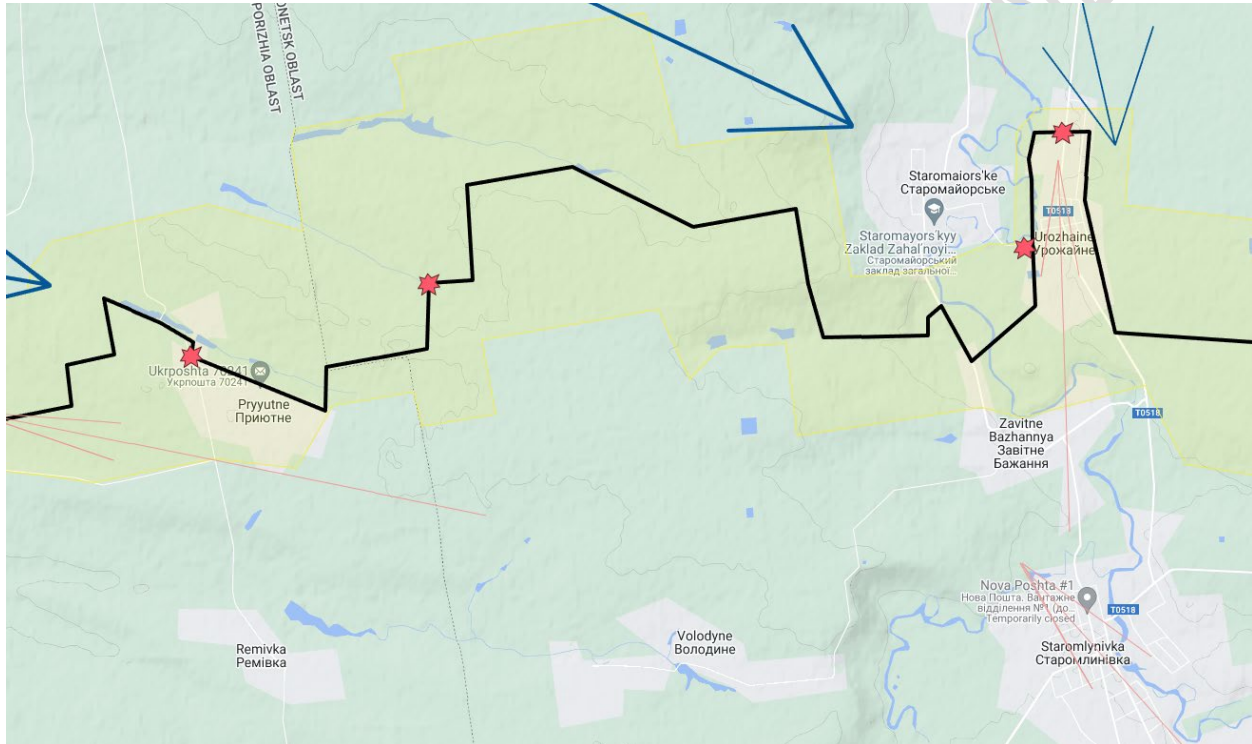 ONETSK OBLAST
PORIZHIA OBLAST
Staromaiors'ke
Старомайорське
Staromayors'kyy
Zaklad Zahal'noyi...
Старомайорський
заклад загальної...
T0518
Urozhaine
Урожайне
Ukrposhta 70241
Укрпошта 70241
Pryyutne
Приютне
T0518
Zavitne
Bazhannya
Завітне
Бажання
Nova Poshta #1
Нова Пошта. Вантажне
відділення №1 (до...
Temporarily closed
T0518
Staromlynivka
Старомлинівка
Remivka
Ремівка
Volodyne
Володине